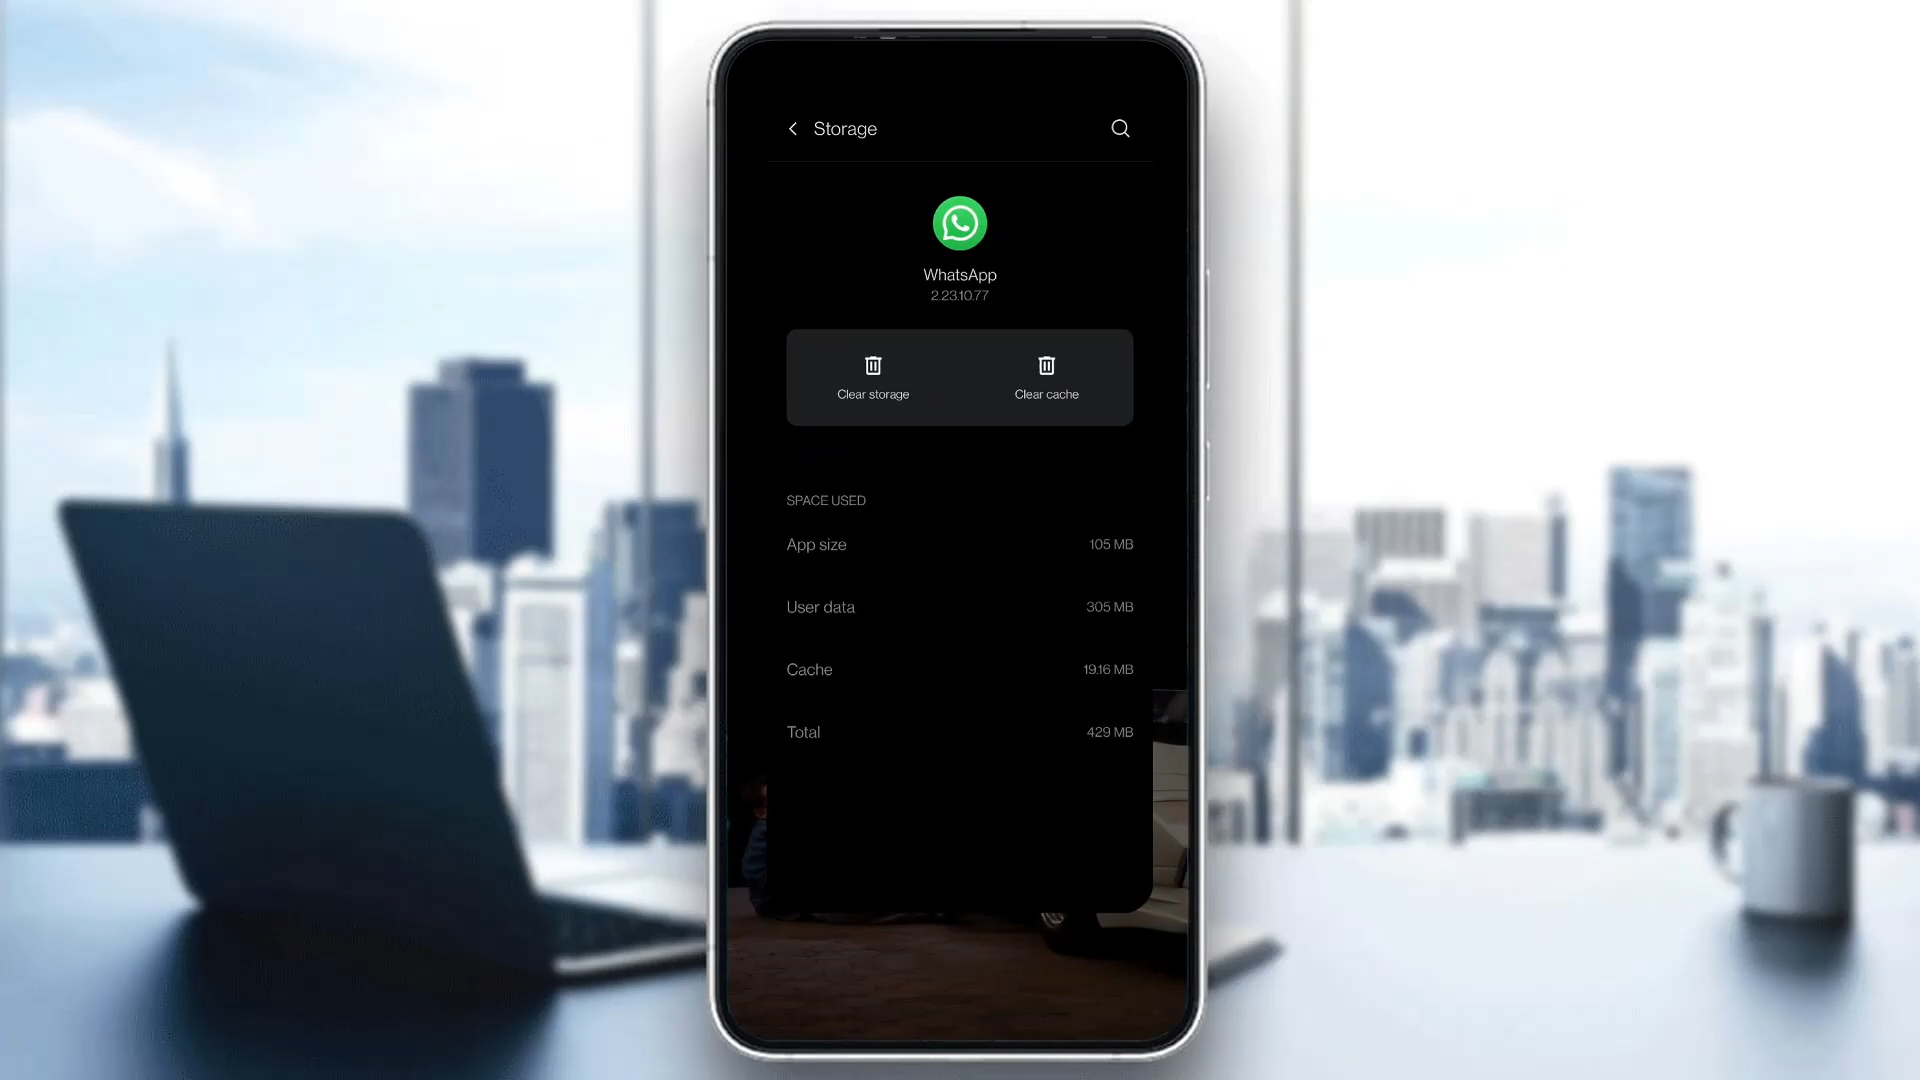 Storage
WhatsApp
2.23.10.77
Clear storage
Clear cache
SPACE USED
App size
105 MB
User data
305 MB
Cache
19.16 MB
Total
429 MB